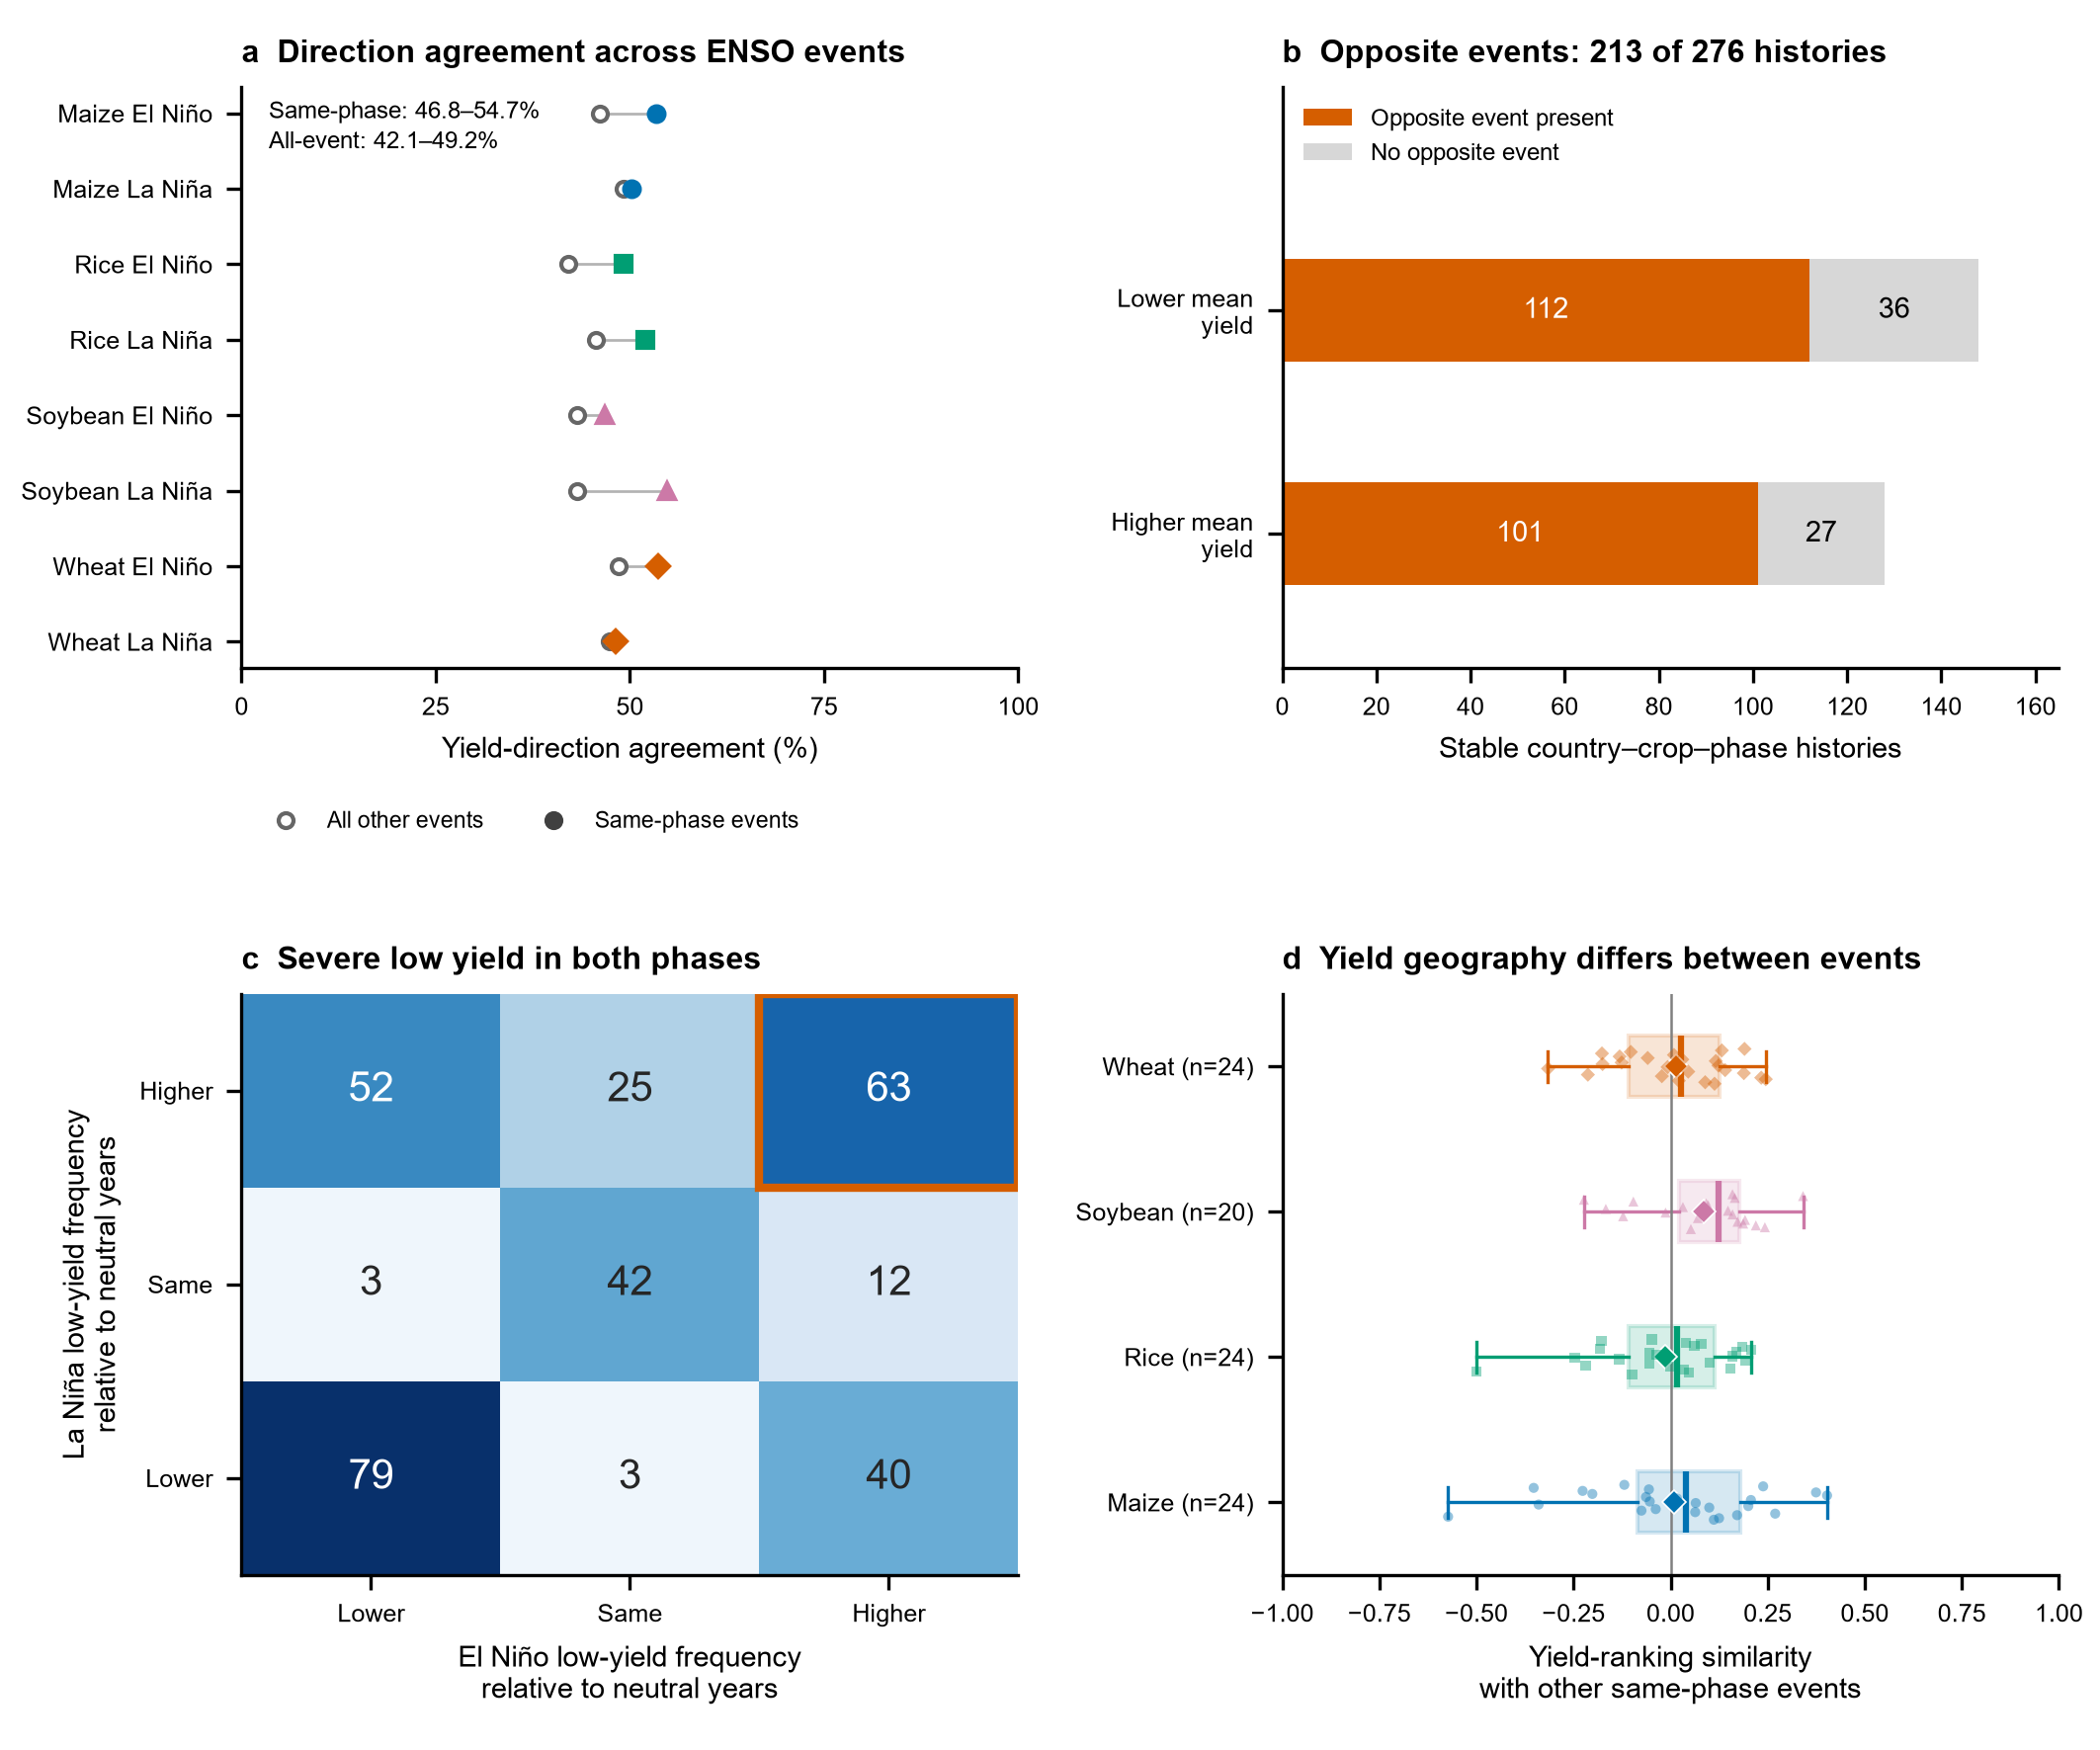 a Direction agreement across ENSO events
Same-phase: 46.8–54.7%
All-event: 42.1–49.2%
Maize El Niño
Maize La Niña
Rice El Niño
Rice La Niña
Soybean El Niño
Soybean La Niña
Wheat El Niño
Wheat La Niña
0 25 50 75 100
Yield-direction agreement (%)
All other events
Same-phase events
b Opposite events: 213 of 276 histories
Opposite event present
No opposite event
Lower mean
yield
112 36
Higher mean
yield
101 27
0 20 40 60 80 100 120 140 160
Stable country–crop–phase histories
c Severe low yield in both phases
La Niña low-yield frequency
relative to neutral years
Higher
52 25 63
Same
3 42 12
Lower
79 3 40
Lower Same Higher
El Niño low-yield frequency
relative to neutral years
d Yield geography differs between events
Wheat (n=24)
Soybean (n=20)
Rice (n=24)
Maize (n=24)
−1.00 −0.75 −0.50 −0.25 0.00 0.25 0.50 0.75 1.00
Yield-ranking similarity
with other same-phase events